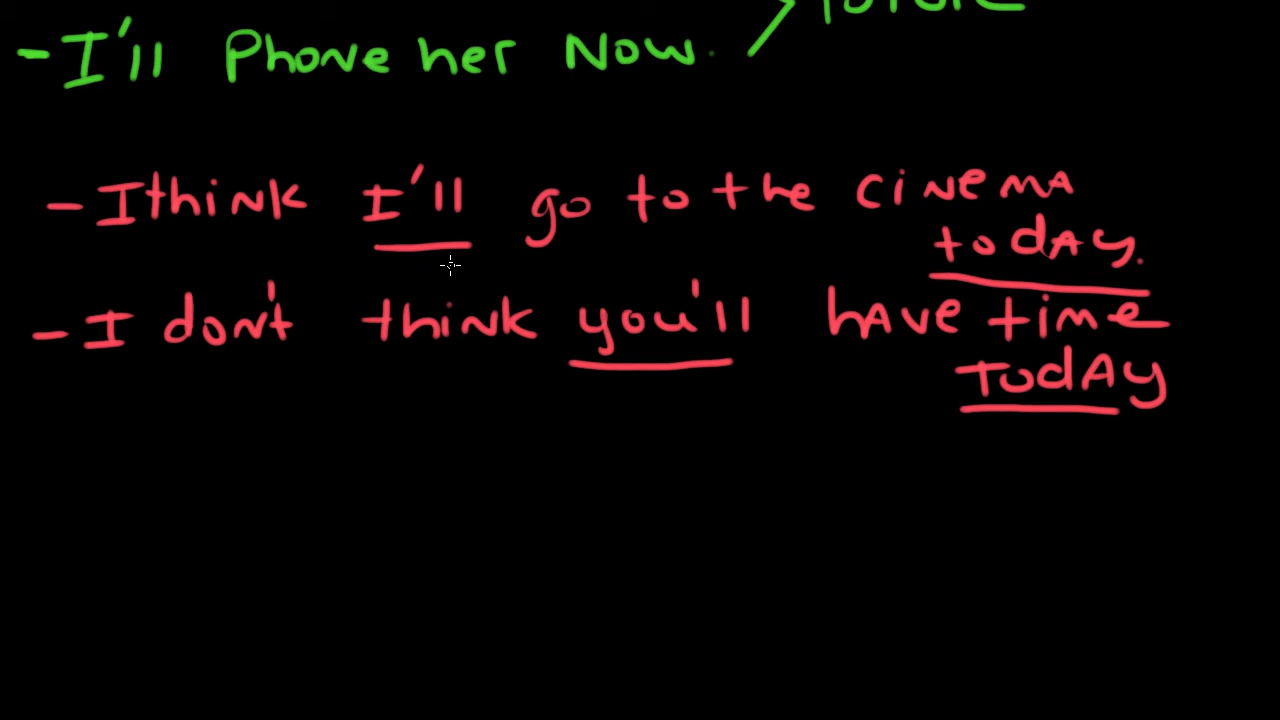 - I'll Phone her Now.
- I think I'll go to the cinema
today.
- I don't think you'll have time
Today